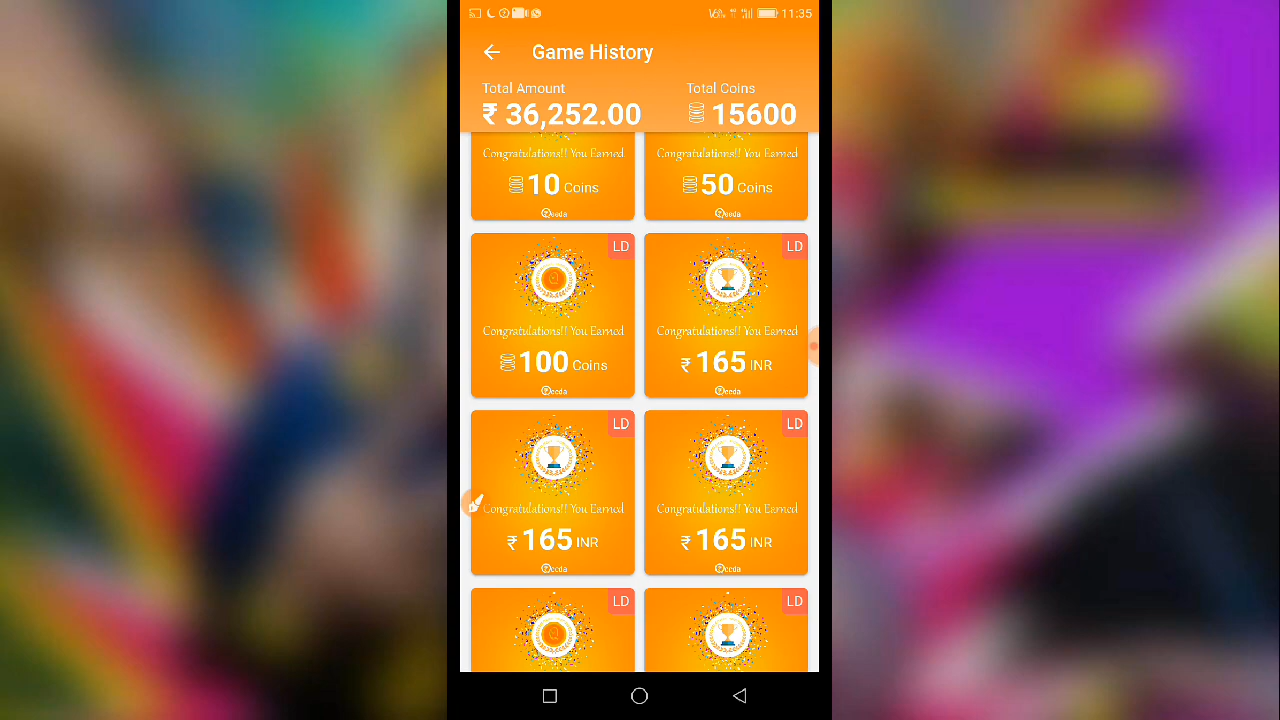 11:35
Game History
Total Amount
Total Coins
₹ 36,252.00
15600
Congratulations!! You Earned
Congratulations!! You Earned
10 Coins
50 Coins
LD
LD
Congratulations!! You Earned
Congratulations!! You Earned
100 Coins
₹ 165 INR
LD
LD
Congratulations!! You Earned
Congratulations!! You Earned
₹ 165 INR
₹ 165 INR
LD
LD